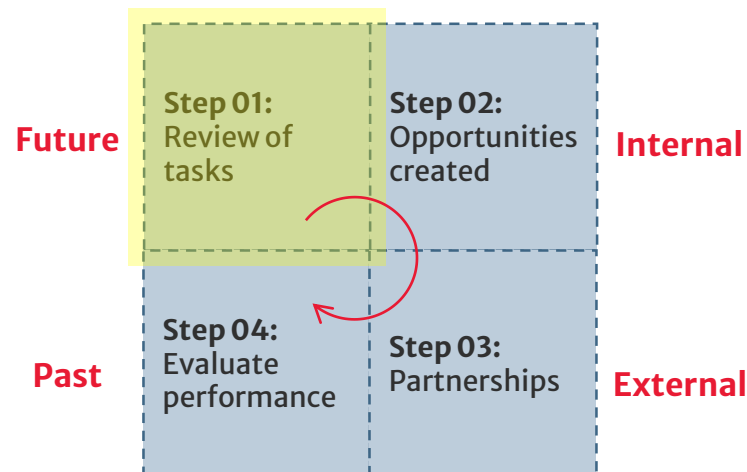 Future
Step 01:
Review of
tasks
Step 02:
Opportunities
created
Internal
Past
Step 04:
Evaluate
performance
Step 03:
Partnerships
External